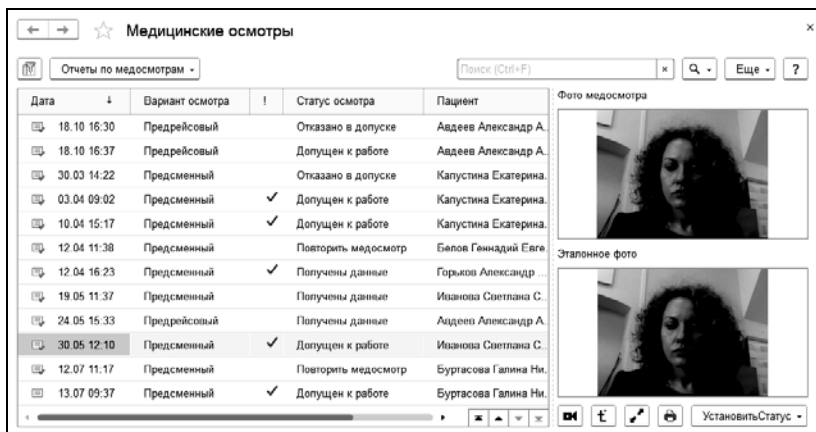 Медицинские осмотры
Отчеты по медосмотрам
Поиск (Ctrl+F)
Еще
?
Дата Вариант осмотра ! Статус осмотра Пациент
Фото медосмотра
18.10 16:30 Предрейсовый Отказано в допуске Авдеев Александр А..
18.10 16:37 Предрейсовый Допущен к работе Авдеев Александр А..
30.03 14:22 Предсменный Отказано в допуске Капустина Екатерина.
03.04 09:02 Предсменный ✓ Допущен к работе Капустина Екатерина.
10.04 15:17 Предсменный ✓ Допущен к работе Капустина Екатерина.
12.04 11:38 Предсменный Повторить медосмотр Белов Геннадий Евге.
Эталонное фото
12.04 16:23 Предсменный ✓ Получены данные Горьков Александр ...
19.05 11:37 Предсменный Получены данные Иванова Светлана С..
24.05 15:33 Предрейсовый Получены данные Авдеев Александр А.
30.05 12:10 Предсменный ✓ Допущен к работе Иванова Светлана С..
12.07 11:17 Предсменный Повторить медосмотр Буртасова Галина Ни.
13.07 09:37 Предсменный ✓ Допущен к работе Буртасова Галина Ни.
УстановитьСтатус